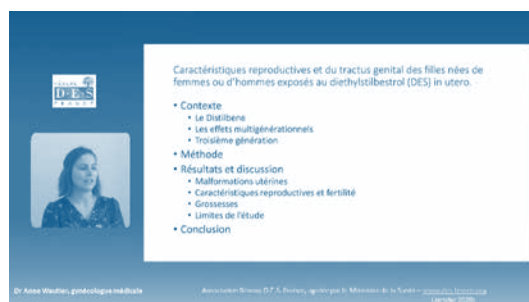 RÉSEAU
D·E·S
FRANCE
Caractéristiques reproductives et du tractus genital des filles nées de
femmes ou d'hommes exposés au diethylstilbestrol (DES) in utero.
• Contexte
• Le Distilbene
• Les effets multigénérationnels
• Troisième génération
• Méthode
• Résultats et discussion
• Malformations utérines
• Caractéristiques reproductives et fertilité
• Grossesses
• Limites de l'étude
• Conclusion
Dr Anne Wautier, gynécologue médicale
Association Réseau D.E.S. France, agréée par le Ministère de la Santé –